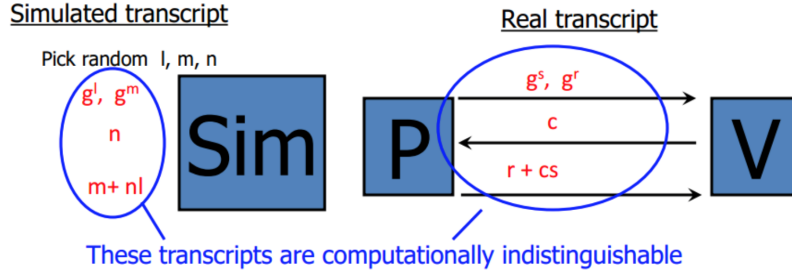 Simulated transcript
Pick random l, m, n
gˡ, gᵐ
n
m+ nl
Sim
Real transcript
P
gˢ, gʳ
c
r + cs
V
These transcripts are computationally indistinguishable